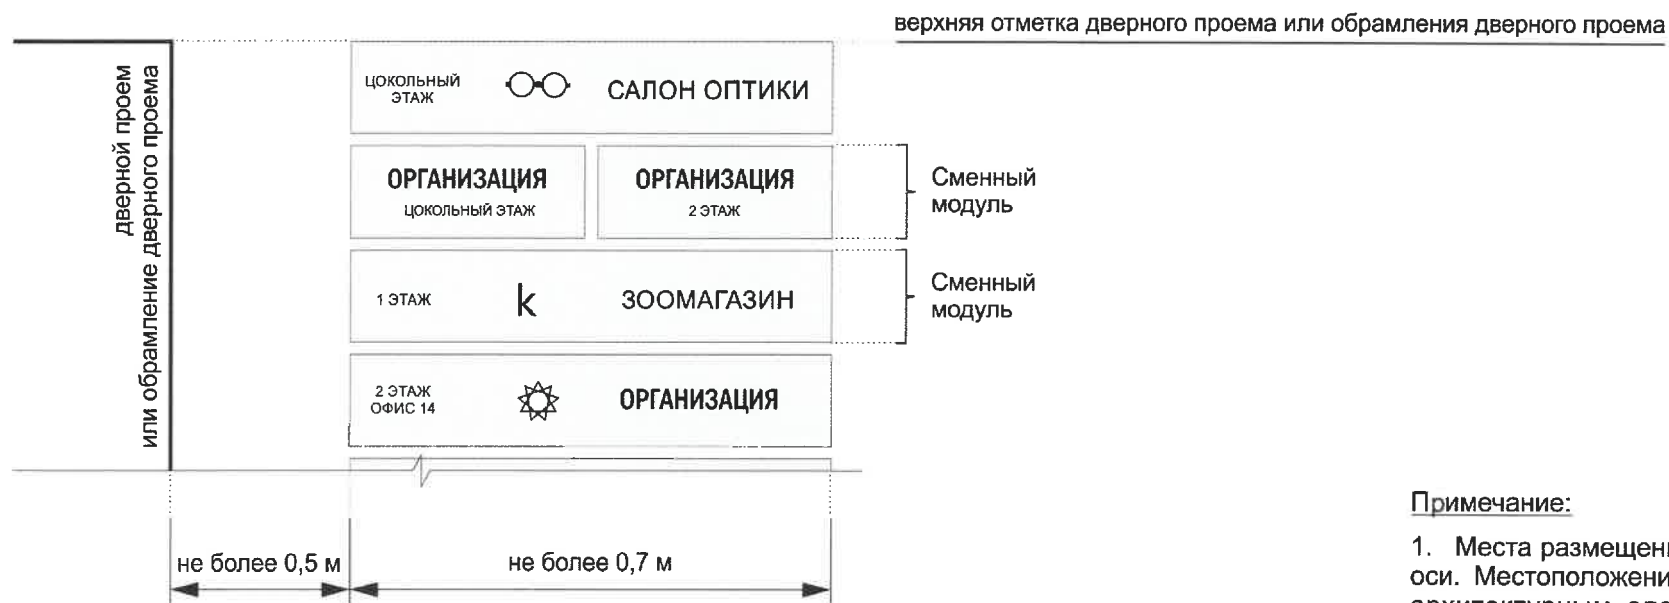 верхняя отметка дверного проема или обрамления дверного проема
дверной проем
или обрамление дверного проема
ЦОКОЛЬНЫЙ
ЭТАЖ
САЛОН ОПТИКИ
ОРГАНИЗАЦИЯ
ЦОКОЛЬНЫЙ ЭТАЖ
ОРГАНИЗАЦИЯ
2 ЭТАЖ
Сменный
модуль
1 ЭТАЖ
k
ЗООМАГАЗИН
Сменный
модуль
2 ЭТАЖ
ОФИС 14
ОРГАНИЗАЦИЯ
не более 0,5 м
не более 0,7 м
Примечание:
1. Места
оси.